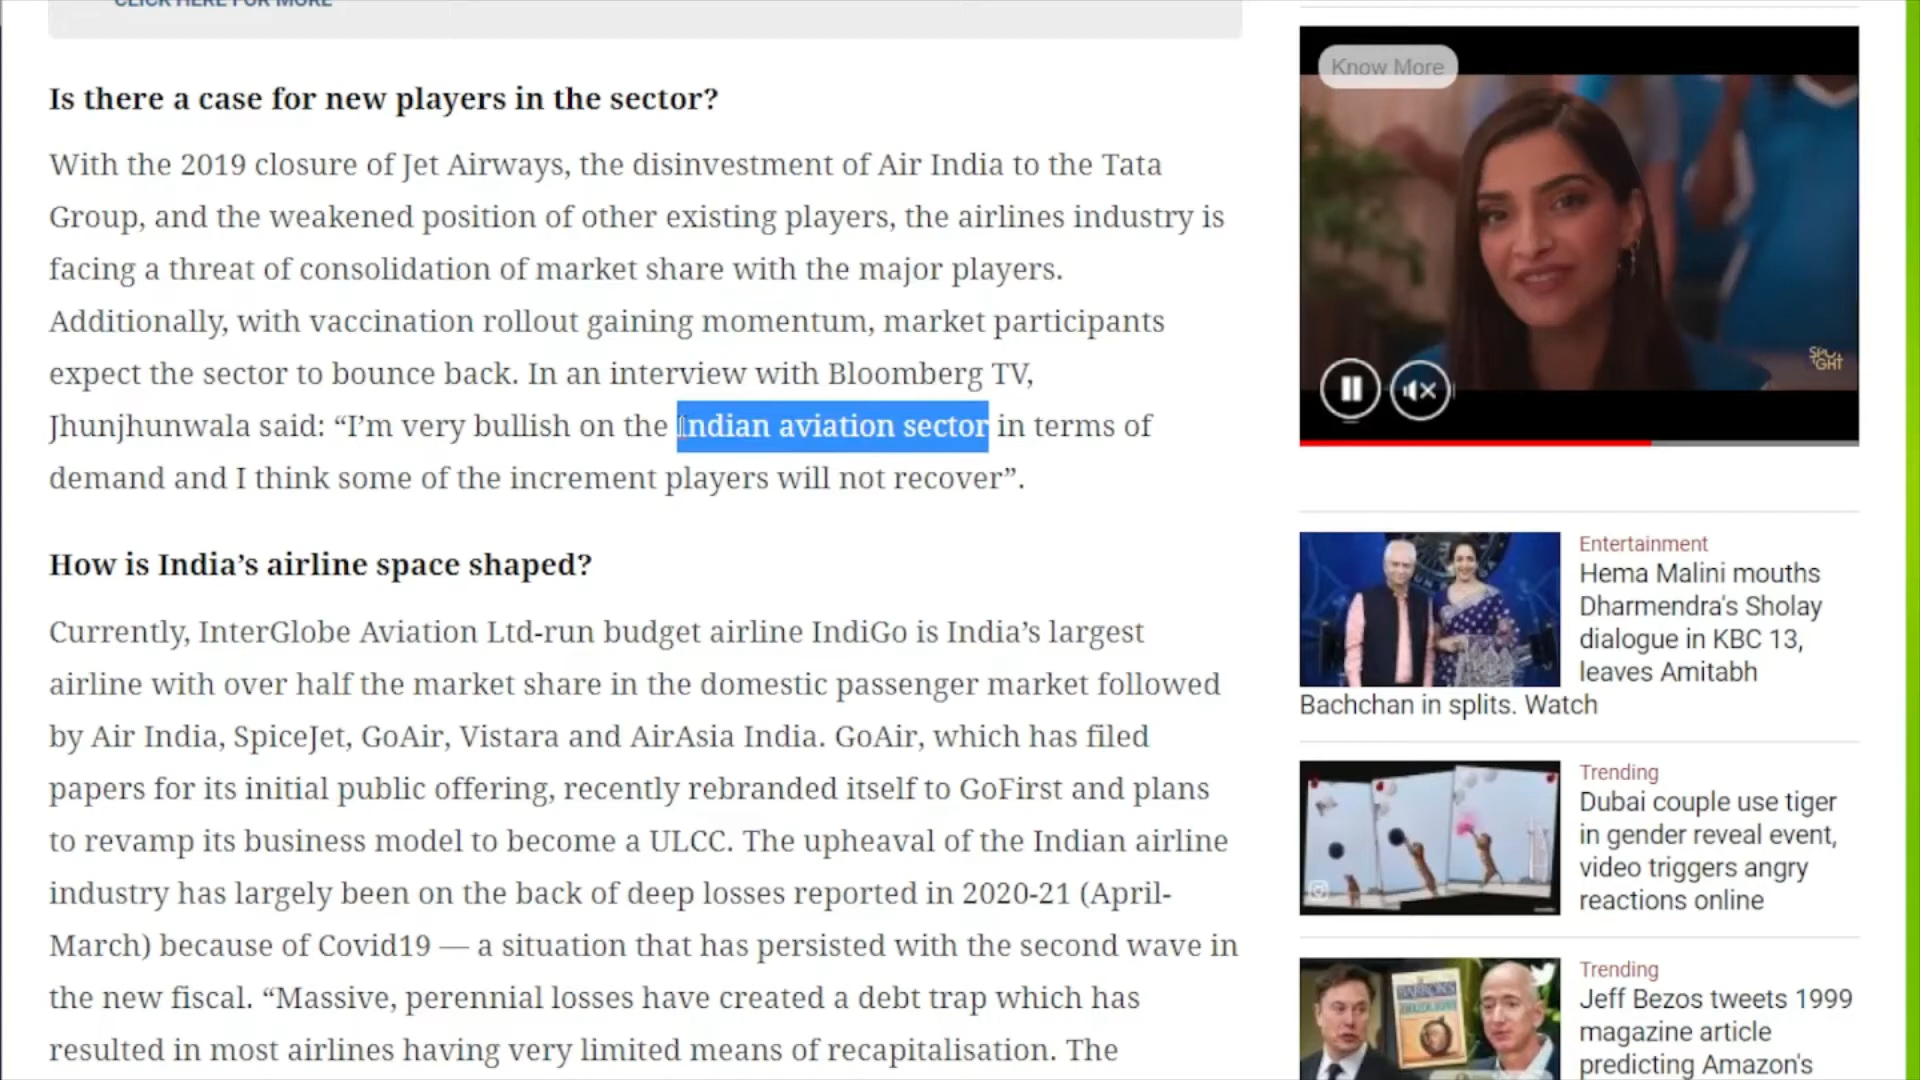 CLICK HERE FOR MORE
Is there a case for new players in the sector?
With the 2019 closure of Jet Airways, the disinvestment of Air India to the Tata
Group, and the weakened position of other existing players, the airlines industry is
facing a threat of consolidation of market share with the major players.
Additionally, with vaccination rollout gaining momentum, market participants
expect the sector to bounce back. In an interview with Bloomberg TV,
Jhunjhunwala said: “I’m very bullish on the Indian aviation sector in terms of
demand and I think some of the increment players will not recover”.
How is India’s airline space shaped?
Currently, InterGlobe Aviation Ltd-run budget airline IndiGo is India’s largest
airline with over half the market share in the domestic passenger market followed
by Air India, SpiceJet, GoAir, Vistara and AirAsia India. GoAir, which has filed
papers for its initial public offering, recently rebranded itself to GoFirst and plans
to revamp its business model to become a ULCC. The upheaval of the Indian airline
industry has largely been on the back of deep losses reported in 2020-21 (April-
March) because of Covid19 — a situation that has persisted with the second wave in
the new fiscal. “Massive, perennial losses have created a debt trap which has
resulted in most airlines having very limited means of recapitalisation. The
Know More
SPOT
LIGHT
Entertainment
Hema Malini mouths
Dharmendra's Sholay
dialogue in KBC 13,
leaves Amitabh
Bachchan in splits. Watch
Trending
Dubai couple use tiger
in gender reveal event,
video triggers angry
reactions online
Trending
Jeff Bezos tweets 1999
magazine article
predicting Amazon's
BARRON'S